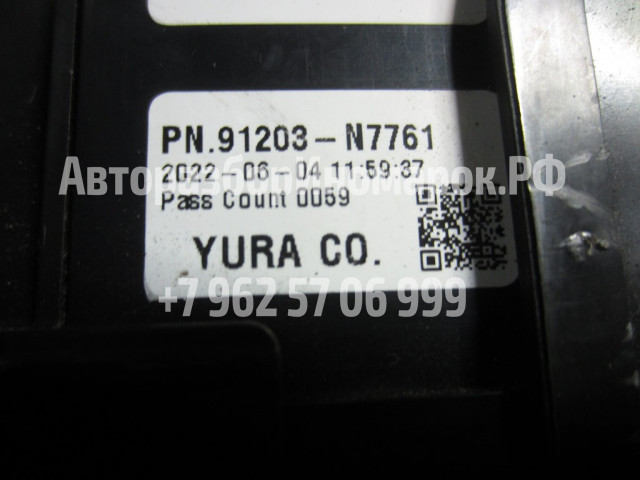 PN.91203-N7761
2022-06-04 11:59:37
АвторазборИномарок.РФ
Pass Count 0059
YURA CO.
+7 962 57 06 999